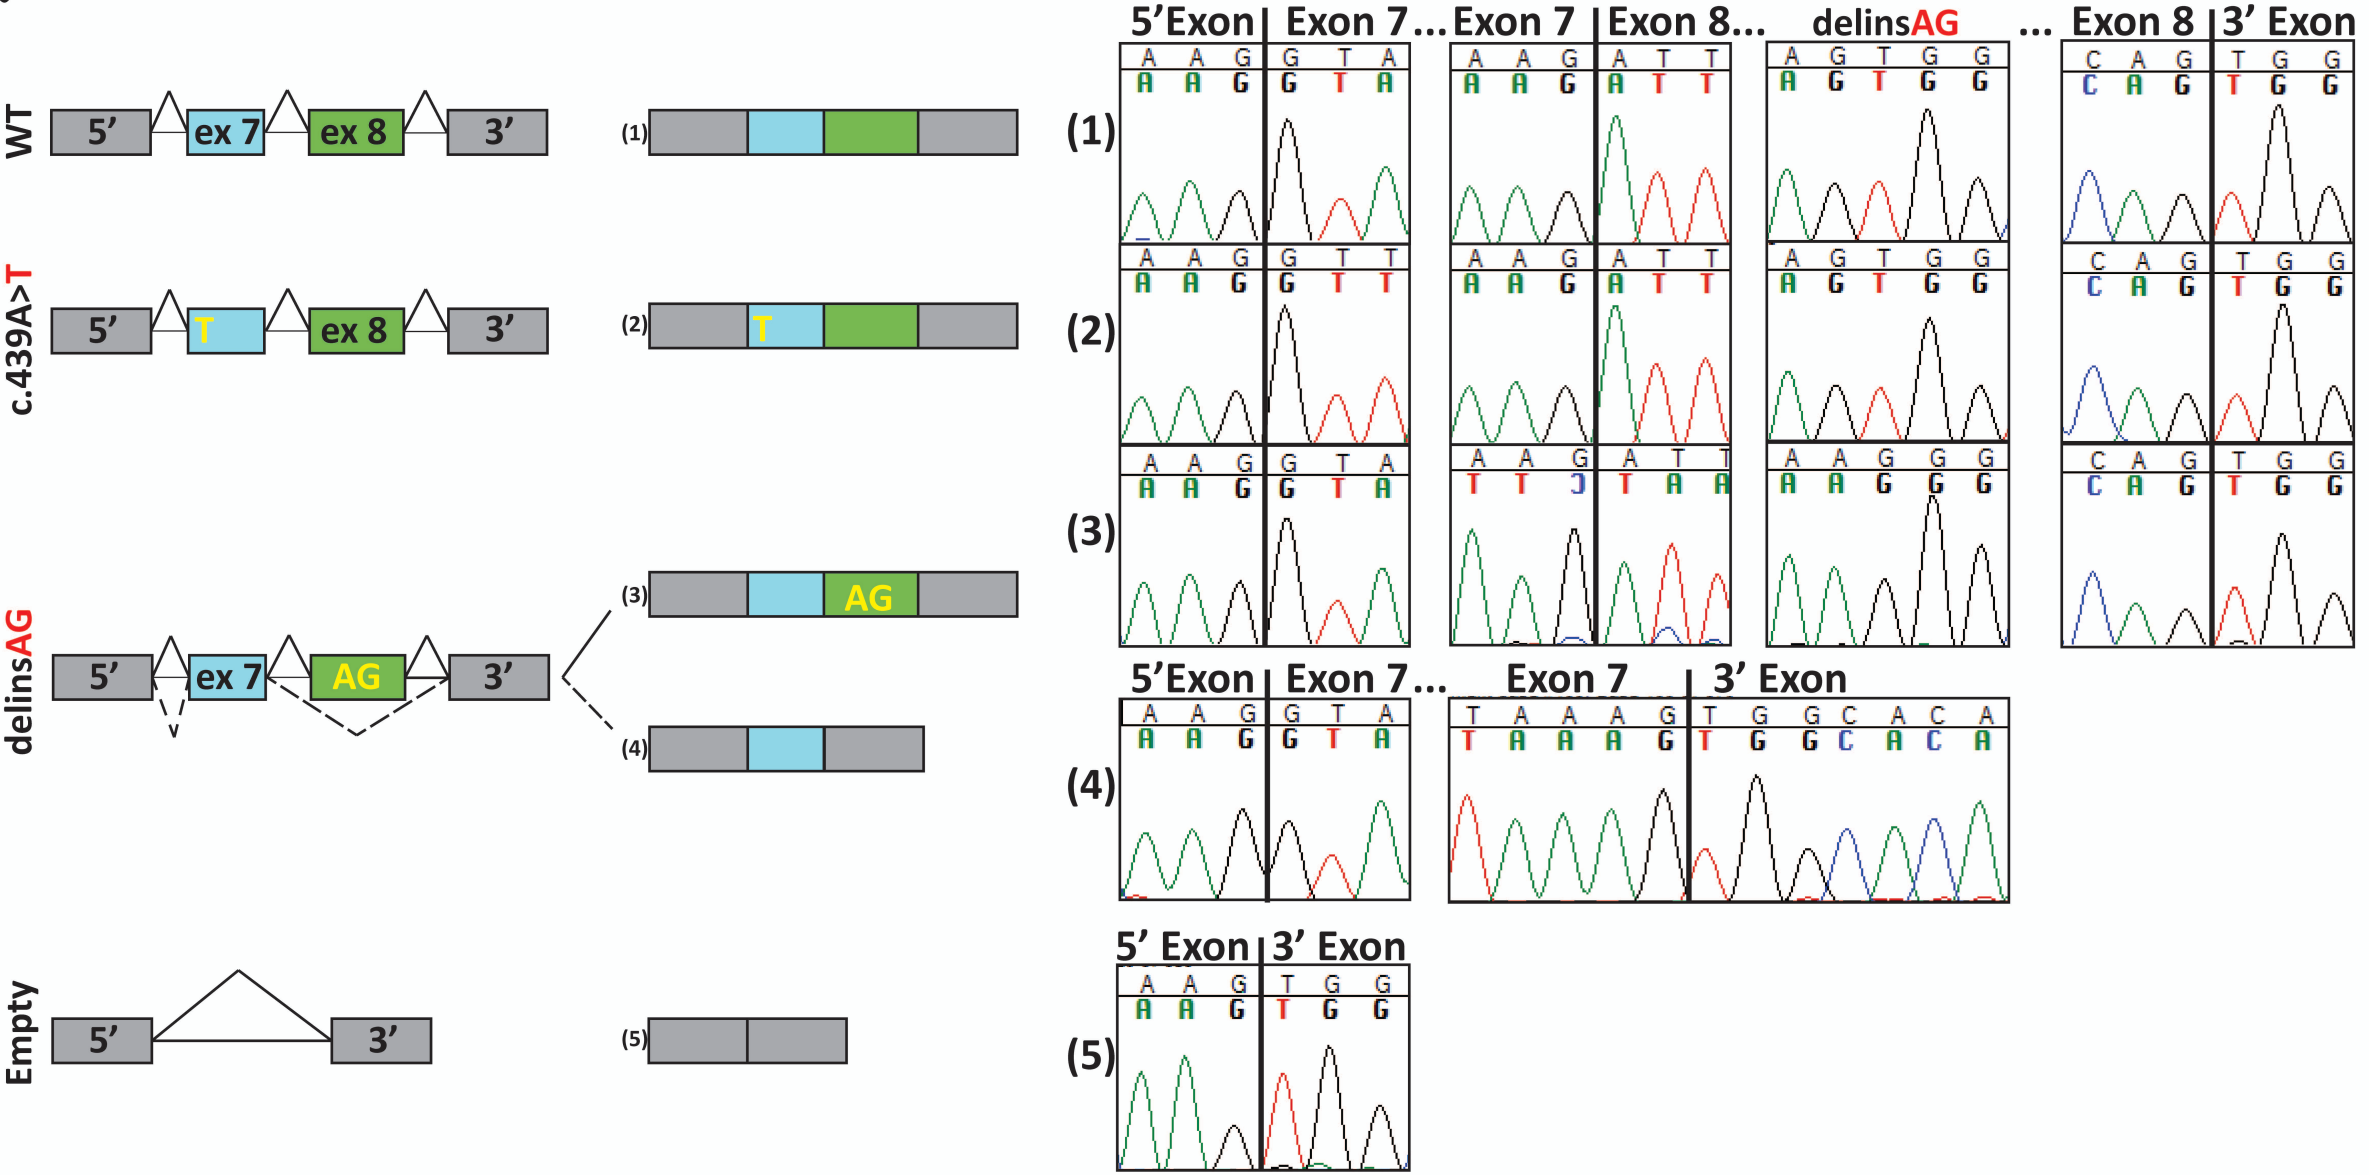 5’Exon Exon 7... Exon 7 Exon 8... delinsAG ... Exon 8 3’ Exon
WT
5’ ex 7 ex 8 3’
(1)
(1)
A A G G T A
A A G G T A
A A G A T T
A A G A T T
A G T G G
A G T G G
C A G T G G
C A G T G G
c.439A>T
5’ T ex 8 3’
(2) T
(2)
A A G G T T
A A G G T T
A A G A T T
A A G A T T
A G T G G
A G T G G
C A G T G G
C A G T G G
delinsAG
5’ ex 7 AG 3’
(3) AG
(3)
A A G G T A
A A G G T A
A A G A T T
T T C T A A
A A G G G
A A G G G
C A G T G G
C A G T G G
5’Exon Exon 7... Exon 7 3’ Exon
(4)
(4)
A A G G T A
A A G G T A
T A A A G T G G C A C A
T A A A G T G G C A C A
Empty
5’ 3’
(5)
5’ Exon 3’ Exon
(5)
A A G T G G
A A G T G G